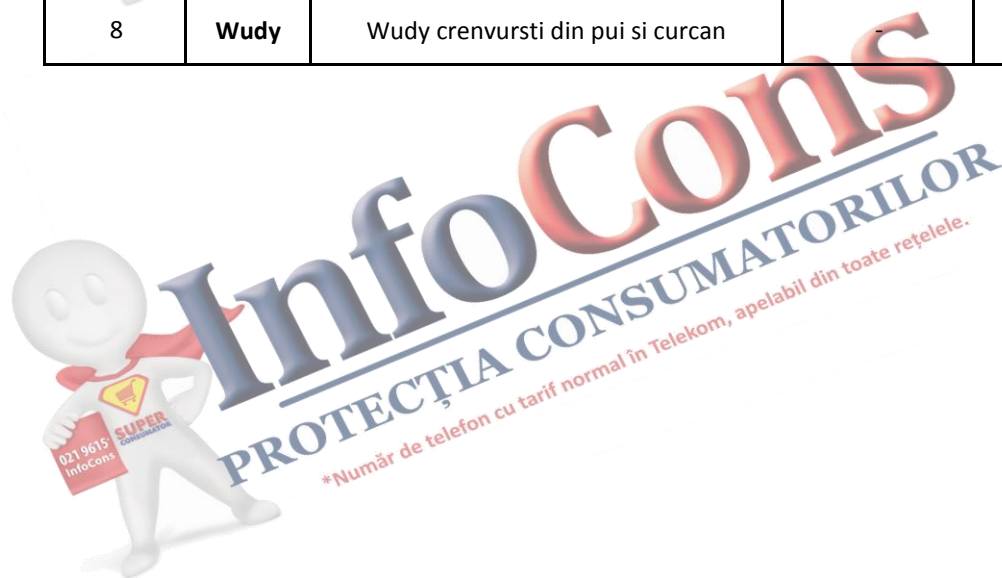 8 Wudy Wudy crenvursti din pui si curcan -
InfoCons
PROTECȚIA CONSUMATORILOR
*Număr de telefon cu tarif normal în Telekom, apelabil din toate rețelele.
SUPER
CONSUMATOR
021 9615*
InfoCons